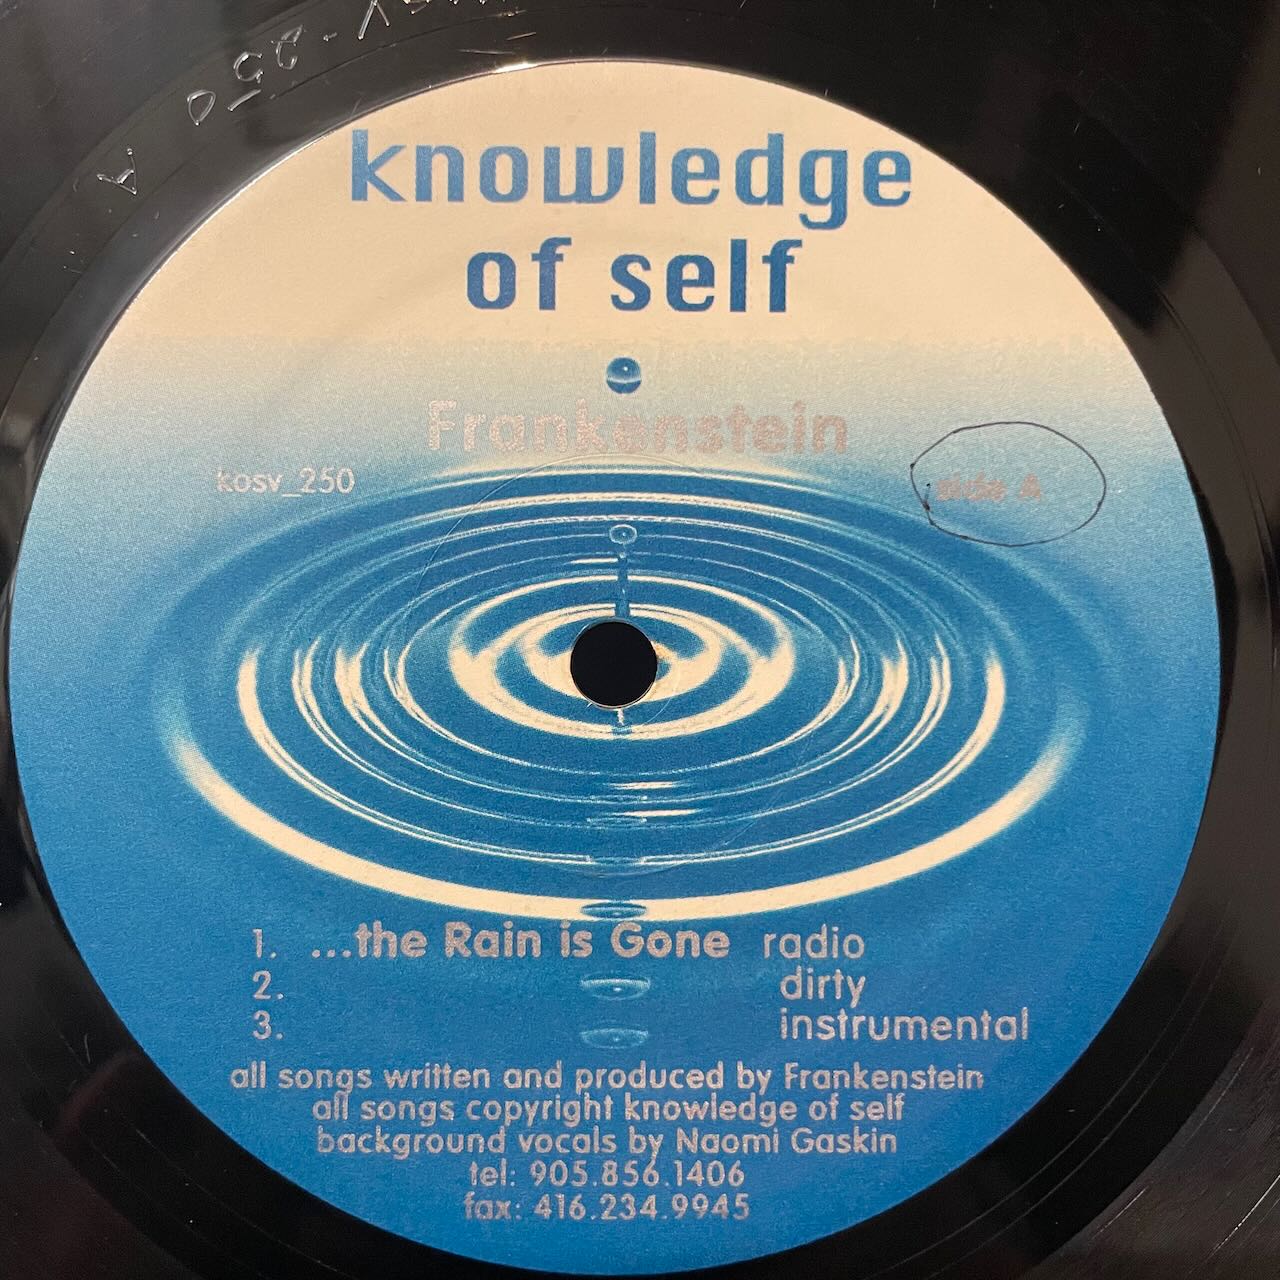 -250 A
knowledge
of self
Frankenstein
kosv_250
side A
1. ...the Rain is Gone radio
2. dirty
3. instrumental
all songs written and produced by Frankenstein
all songs copyright knowledge of self
background vocals by Naomi Gaskin
tel: 905.856.1406
fax: 416.234.9945